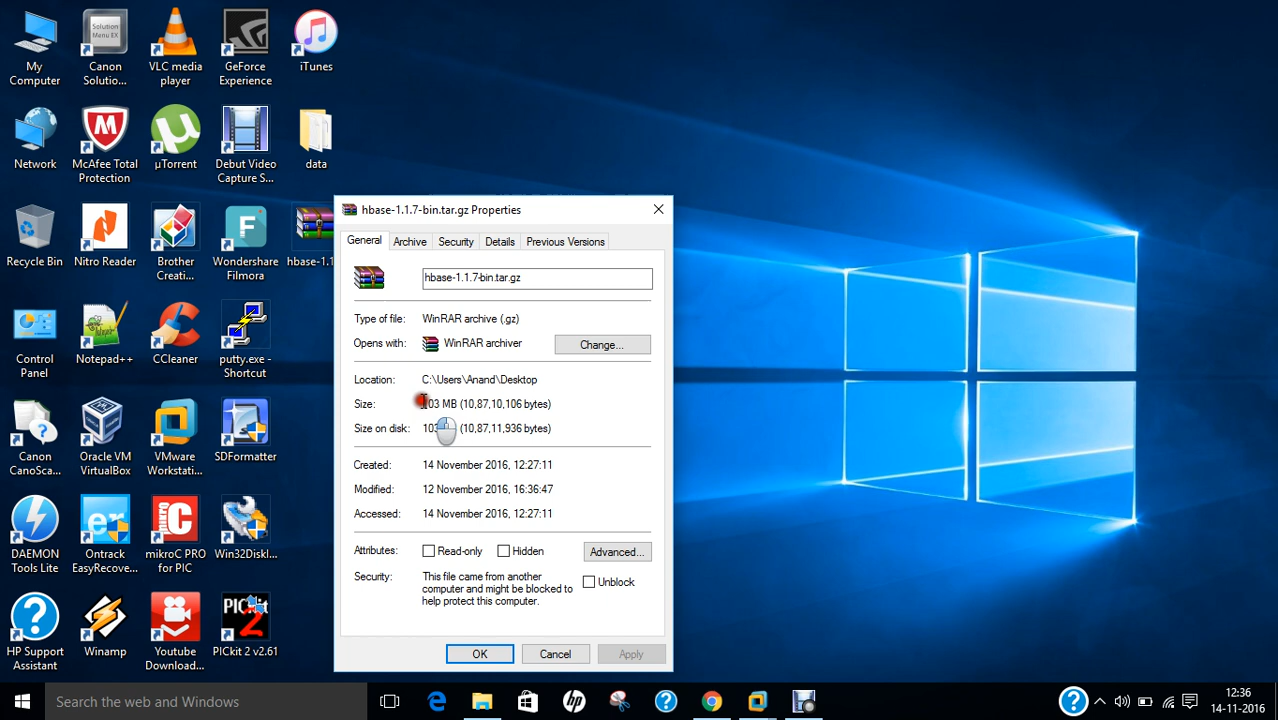 My
Computer
Solution
Menu EX
Canon
Solutio...
VLC media
player
GeForce
Experience
iTunes
Network
McAfee Total
Protection
µTorrent
Debut Video
Capture S...
data
Recycle Bin
Nitro Reader
Brother
Creati...
Wondershare
Filmora
hbase-1.1
Control
Panel
Notepad++
CCleaner
putty.exe -
Shortcut
Canon
CanoSca...
Oracle VM
VirtualBox
VMware
Workstati...
SDFormatter
DAEMON
Tools Lite
Ontrack
EasyRecove...
mikroC PRO
for PIC
Win32DiskI...
HP Support
Assistant
Winamp
Youtube
Download...
PICkit
2
PICkit 2 v2.61
hbase-1.1.7-bin.tar.gz Properties
General Archive Security Details Previous Versions
hbase-1.1.7-bin.tar.gz
Type of file: WinRAR archive (.gz)
Opens with: WinRAR archiver Change...
Location: C:\Users\Anand\Desktop
Size: 103 MB (10,87,10,106 bytes)
Size on disk: 103 (10,87,11,936 bytes)
Created: 14 November 2016, 12:27:11
Modified: 12 November 2016, 16:36:47
Accessed: 14 November 2016, 12:27:11
Attributes: Read-only Hidden Advanced...
Security: This file came from another
computer and might be blocked to
help protect this computer.
Unblock
OK Cancel Apply
Search the web and Windows
12:36
14-11-2016